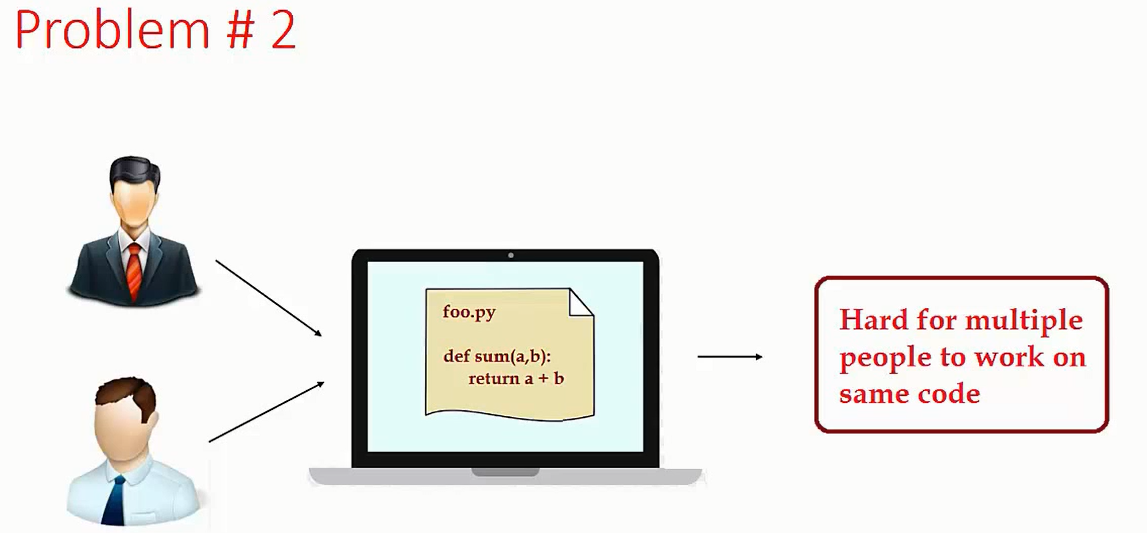 Problem # 2
foo.py
def sum(a,b):
return a + b
Hard for multiple
people to work on
same code